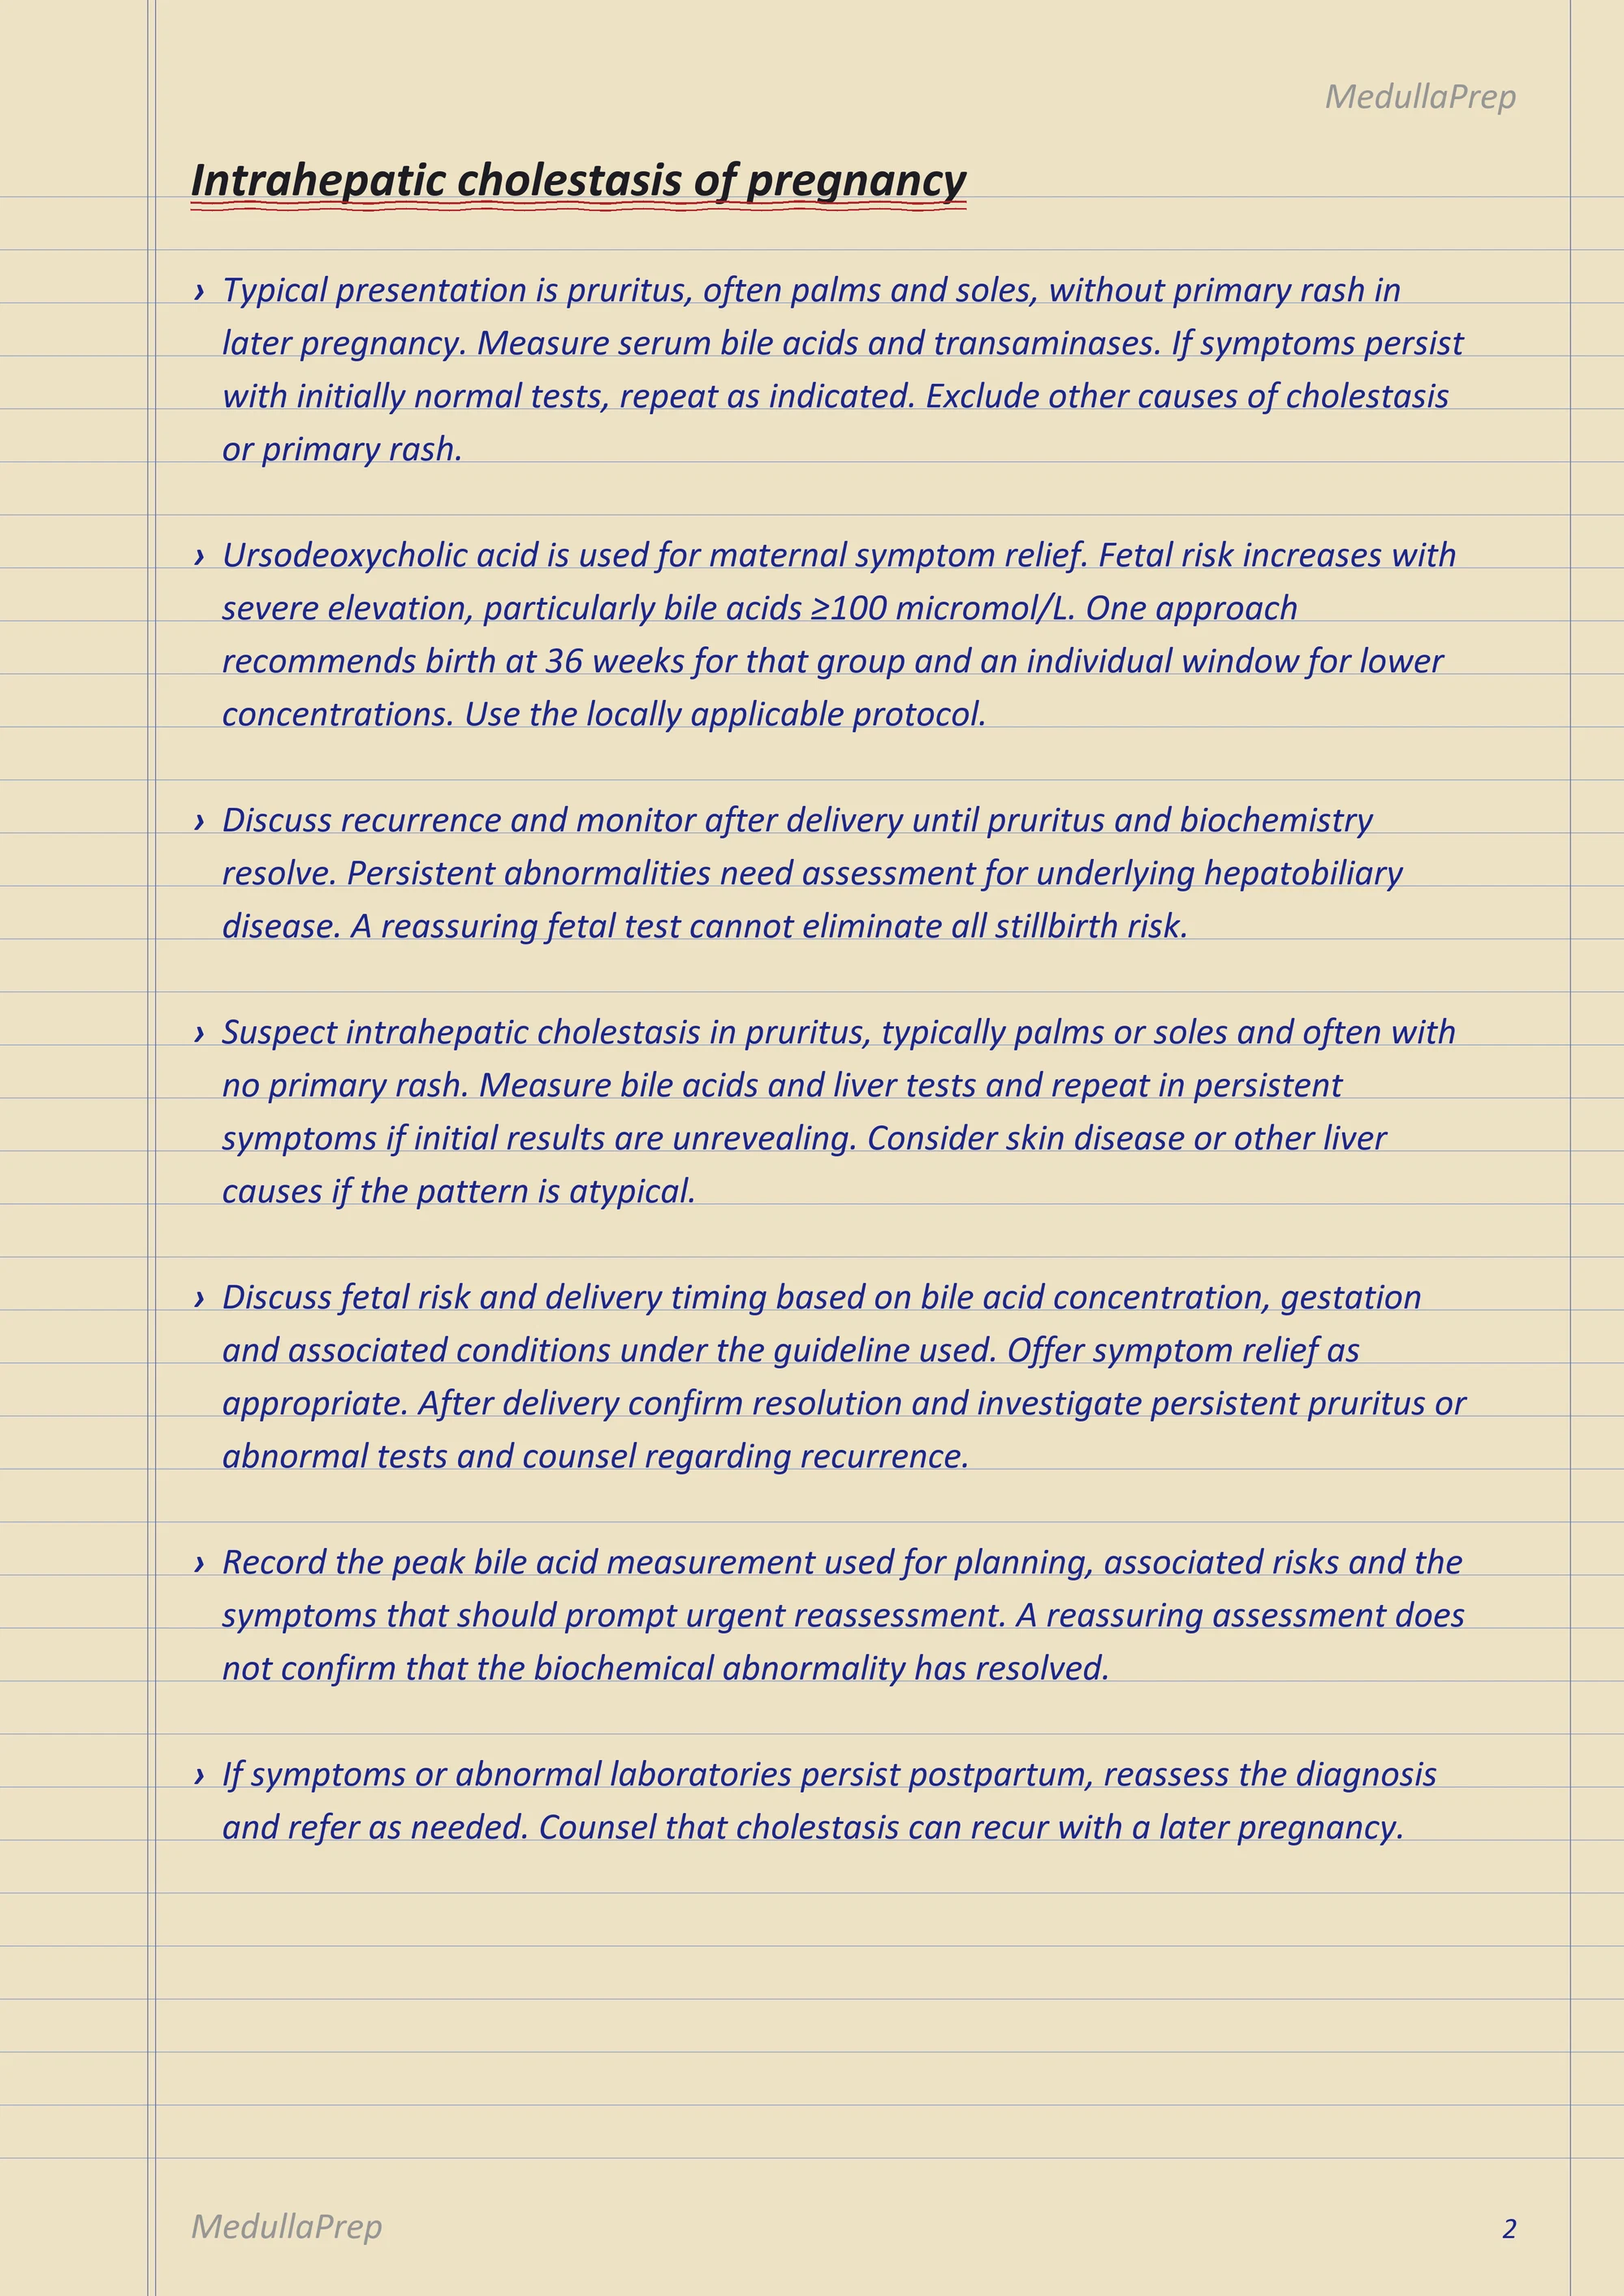 MedullaPrep
Intrahepatic cholestasis of pregnancy
› Typical presentation is pruritus, often palms and soles, without primary rash in
later pregnancy. Measure serum bile acids and transaminases. If symptoms persist
with initially normal tests, repeat as indicated. Exclude other causes of cholestasis
or primary rash.
› Ursodeoxycholic acid is used for maternal symptom relief. Fetal risk increases with
severe elevation, particularly bile acids ≥100 micromol/L. One approach
recommends birth at 36 weeks for that group and an individual window for lower
concentrations. Use the locally applicable protocol.
› Discuss recurrence and monitor after delivery until pruritus and biochemistry
resolve. Persistent abnormalities need assessment for underlying hepatobiliary
disease. A reassuring fetal test cannot eliminate all stillbirth risk.
› Suspect intrahepatic cholestasis in pruritus, typically palms or soles and often with
no primary rash. Measure bile acids and liver tests and repeat in persistent
symptoms if initial results are unrevealing. Consider skin disease or other liver
causes if the pattern is atypical.
› Discuss fetal risk and delivery timing based on bile acid concentration, gestation
and associated conditions under the guideline used. Offer symptom relief as
appropriate. After delivery confirm resolution and investigate persistent pruritus or
abnormal tests and counsel regarding recurrence.
› Record the peak bile acid measurement used for planning, associated risks and the
symptoms that should prompt urgent reassessment. A reassuring assessment does
not confirm that the biochemical abnormality has resolved.
› If symptoms or abnormal laboratories persist postpartum, reassess the diagnosis
and refer as needed. Counsel that cholestasis can recur with a later pregnancy.
MedullaPrep
2